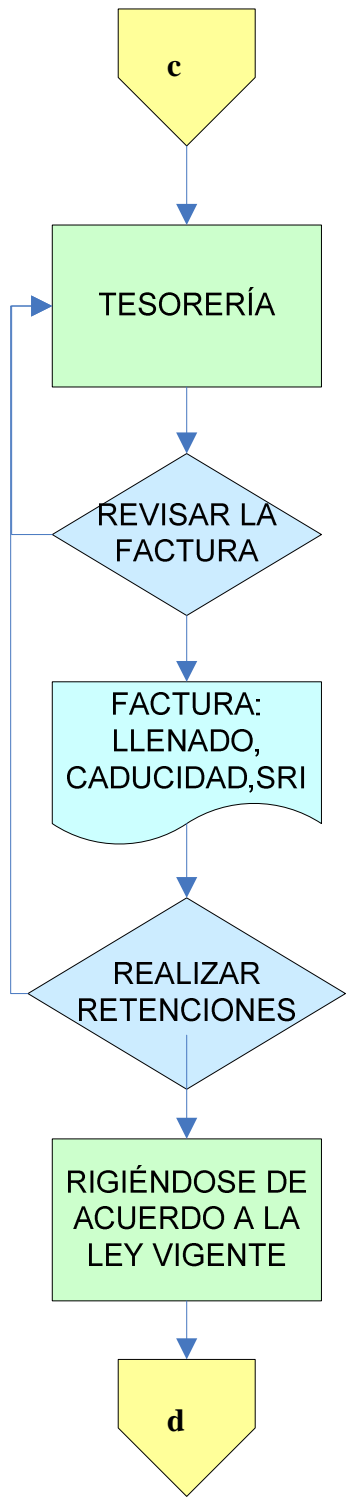 c
TESORERÍA
REVISAR LA
FACTURA
FACTURA:
LLENADO,
CADUCIDAD,SRI
REALIZAR
RETENCIONES
RIGIÉNDOSE DE
ACUERDO A LA
LEY VIGENTE
d